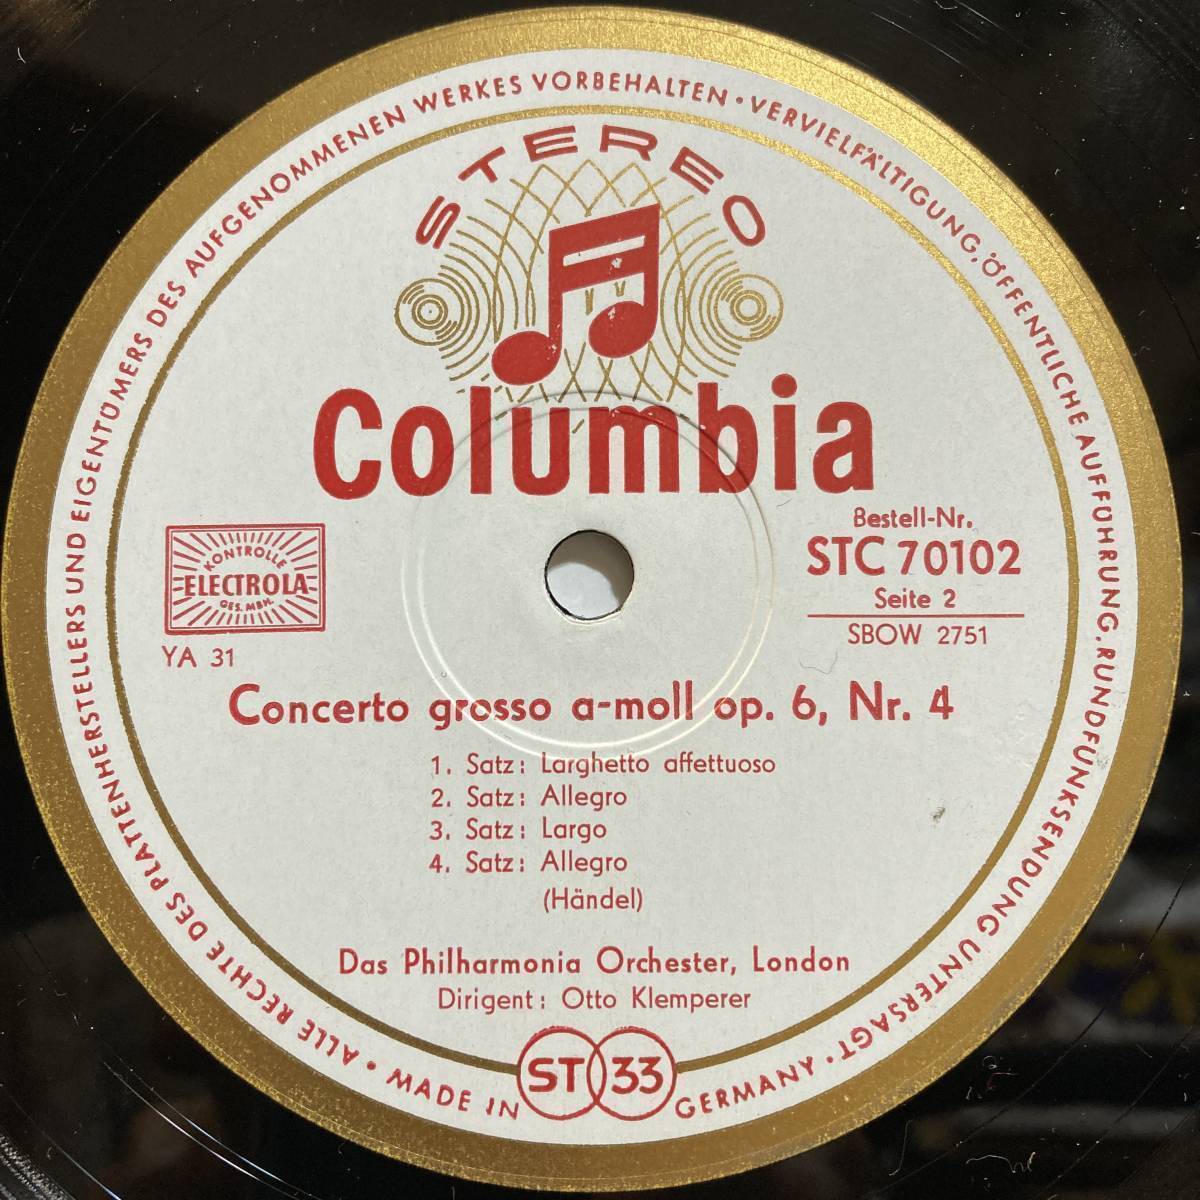 ALLE RECHTE DES PLATTENHERSTELLERS UND EIGENTÜMERS DES AUFGENOMMENEN WERKES VORBEHALTEN · VERVIELFÄLTIGUNG, ÖFFENTLICHE AUFFÜHRUNG, RUNDFUNKSENDUNG UNTERSAGT ·
STEREO
Columbia
KONTROLLE
ELECTROLA
GES. MBH.
YA 31
Bestell-Nr.
STC 70102
Seite 2
SBOW 2751
Concerto grosso a-moll op. 6, Nr. 4
1. Satz: Larghetto affettuoso
2. Satz: Allegro
3. Satz: Largo
4. Satz: Allegro
(Händel)
Das Philharmonia Orchester, London
Dirigent: Otto Klemperer
· MADE IN GERMANY
ST 33